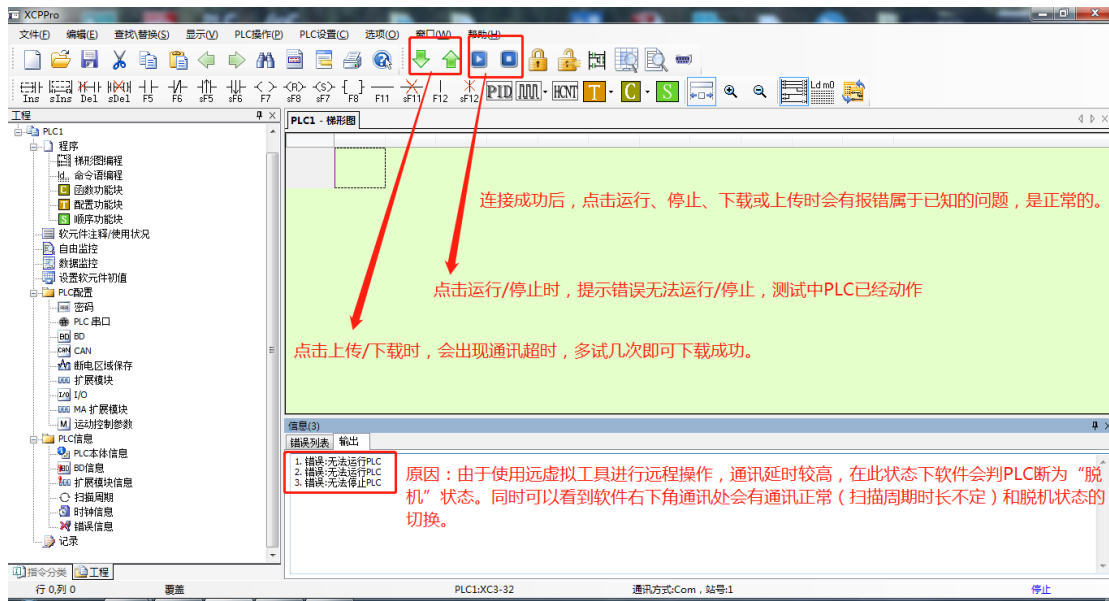 XCPPro
文件(F) 编辑(E) 查找\替换(S) 显示(V) PLC操作(P) PLC设置(C) 选项(O) 窗口(W) 帮助(H)
Ins sIns Del sDel F5 F6 sF5 sF6 F7 sF8 sF7 F8 F11 sF11 F12 sF12 PID HCNT T C S Ld m0
工程
PLC1 - 梯形图
PLC1
程序
梯形图编程
命令语编程
函数功能块
配置功能块
顺序功能块
软元件注释/使用状况
自由监控
数据监控
设置软元件初值
PLC配置
密码
PLC 串口
BD BD
CAN CAN
断电区域保存
扩展模块
I/O I/O
MA 扩展模块
M 运动控制参数
PLC信息
PLC本体信息
BD信息
扩展模块信息
扫描周期
时钟信息
错误信息
记录
指令分类 工程
连接成功后，点击运行、停止、下载或上传时会有报错属于已知的问题，是正常的。
点击运行/停止时，提示错误无法运行/停止，测试中PLC已经动作
点击上传/下载时，会出现通讯超时，多试几次即可下载成功。
信息(3)
错误列表 输出
1. 错误:无法运行PLC
2. 错误:无法运行PLC
3. 错误:无法停止PLC
原因：由于使用远虚拟工具进行远程操作，通讯延时较高，在此状态下软件会判PLC断为“脱
机”状态。同时可以看到软件右下角通讯处会有通讯正常（扫描周期时长不定）和脱机状态的
切换。
行 0,列 0 覆盖 PLC1:XC3-32 通讯方式:Com，站号:1 停止